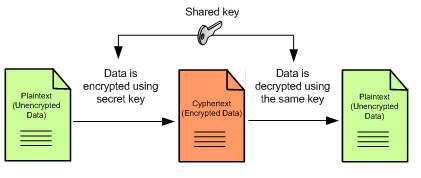 Shared key
Data is
encrypted using
secret key
Data is
decrypted using
the same key
Plaintext
(Unencrypted
Data)
Cyphertext
(Encrypted Data)
Plaintext
(Unencrypted
Data)